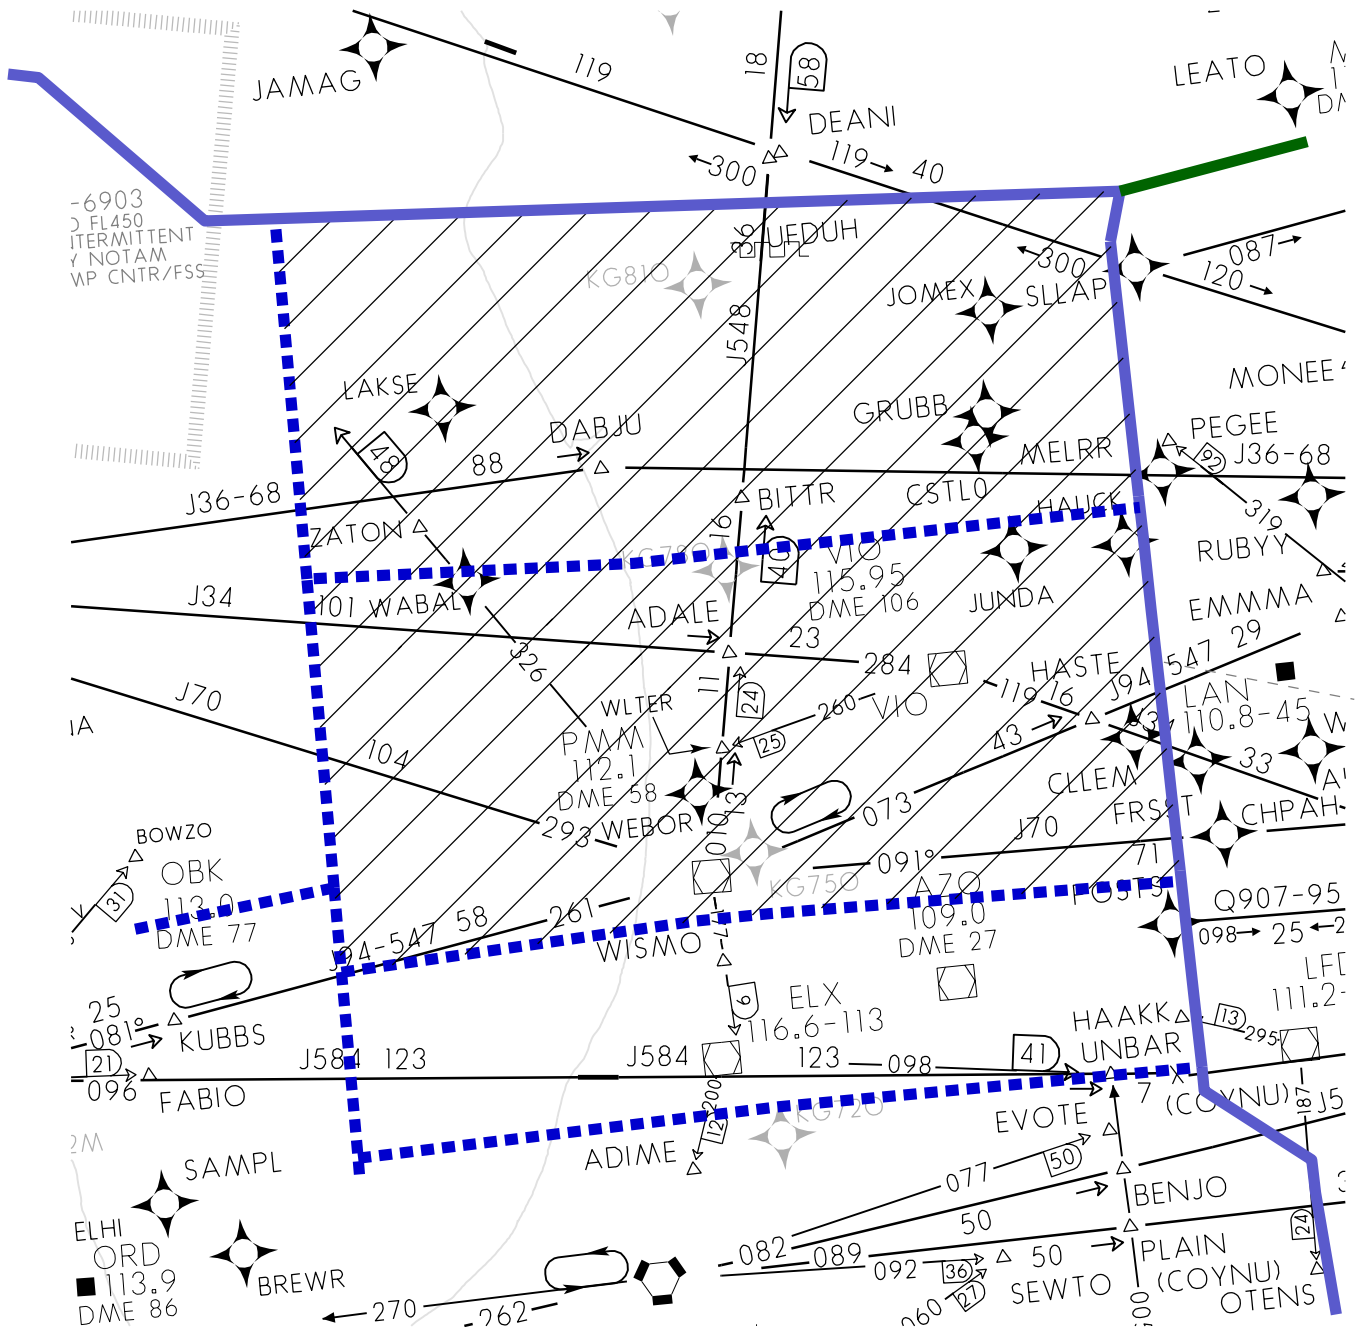 119
18
58
LEATO
JAMAG
DEANI
119
40
300
-6903
FL450
NTERMITTENT
Y NOTAM
WP CNTR/FSS
36
UFDUH
087
KG81O
300
120
JOMEX
SLLAP
J548
MONEE
LAKSE
GRUBB
PEGEE
DABJU
48
88
MELRR
92
J36-68
J36-68
BITTR
CSTLO
HAUCK
319
ZATON
16
RUBYY
KG78O
VIO
40
115.95
J34
101
WABAL
DME 106
JUNDA
EMMMA
ADALE
23
29
547
326
284
HASTE
J94
J70
11
24
119
16
LAN
WLTER
260
VIO
110.8-45
PMM
25
43
104
112.1
33
DME 58
13
CLLEM
073
FRSST
CHPAH
BOWZO
293
WEBOR
010
J70
OBK
091°
71
31
113.0
KG75O
A7O
POSTS
Q907-95
58
261
109.0
DME 77
J94-547
WISMO
177
DME 27
098
25
ELX
25
6
HAAKK
13
295
081°
KUBBS
116.6-113
UNBAR
21
J584
123
J584
123
098
41
096
FABIO
200
7
(COYNU)
187
12
KG72O
EVOTE
2M
SAMPL
ADIME
50
077
BENJO
ELHI
50
24
ORD
082
089
50
PLAIN
113.9
BREWR
092
36
(COYNU)
DME 86
27
SEWTO
OTENS
270
262
060